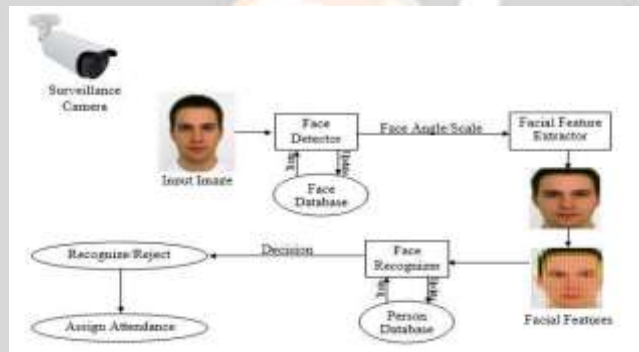 Surveillance
Camera
Input Image
Face
Detector
Face Angle/Scale
Facial Feature
Extractor
Face
Database
Recognize/Reject
Decision
Face
Recognizer
Assign Attendance
Person
Database
Facial Features